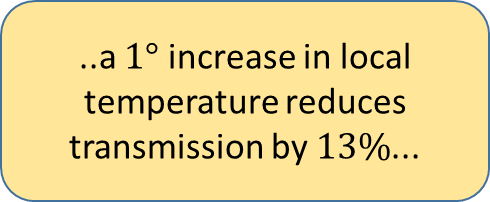 ..a 1° increase in local
temperature reduces
transmission by 13%...